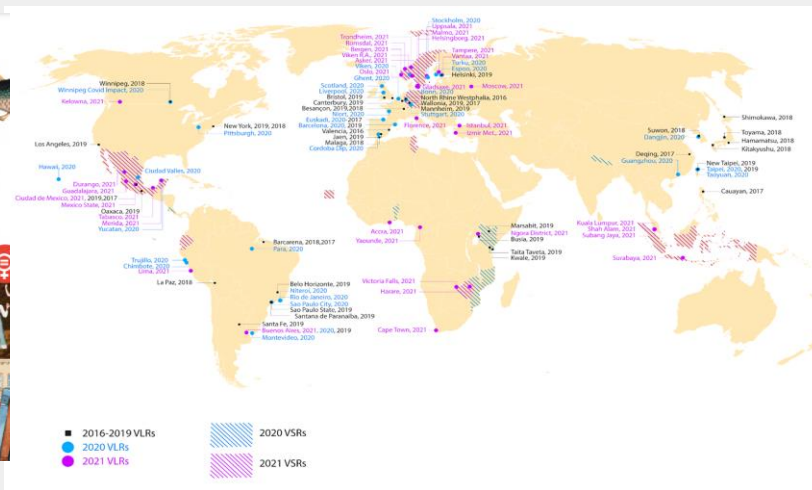 Stockholm, 2020
Uppsala, 2021
Malmo, 2021
Helsingborg, 2021
Trondheim, 2021
Romsdal, 2021
Bergen, 2021
Viken R.A., 2021
Asker, 2021
Viken, 2020
Oslo, 2021
Ghent, 2020
Tampere, 2021
Vantaa, 2021
Turku, 2020
Espoo, 2020
Helsinki, 2019
Scotland, 2020
Liverpool, 2020
Bristol, 2019
Canterbury, 2019
Besançon, 2019,2018
Niort, 2020
Euskadi, 2020-2017
Barcelona, 2020, 2019
Valencia, 2016
Jaen, 2019
Malaga, 2018
Cordoba Dip, 2020
Gladsaxe, 2021
Moscow, 2021
Bonn, 2020
North Rhine Westphalia, 2016
Wallonia, 2019, 2017
Mannheim, 2019
Stuttgart, 2020
Florence, 2021
Istanbul, 2021
Izmir Met., 2021
Winnipeg, 2018
Winnipeg Covid Impact, 2020
Kelowna, 2021
New York, 2019, 2018
Pittsburgh, 2020
Los Angeles, 2019
Hawaii, 2020
Ciudad Valles, 2020
Durango, 2021
Guadalajara, 2021
Ciudad de Mexico, 2021, 2019,2017
Mexico State, 2021
Oaxaca, 2019
Tabasco, 2021
Merida, 2021
Yucatan, 2020
Shimokawa, 2018
Suwon, 2018
Dangjin, 2020
Toyama, 2018
Hamamatsu, 2018
Kitakyushu, 2018
Deqing, 2017
Guangzhou, 2020
New Taipei, 2019
Taipei, 2020, 2019
Taoyuan, 2020
Cauayan, 2017
Barcarena, 2018,2017
Para, 2020
Trujillo, 2020
Chimbote, 2020
Lima, 2021
La Paz, 2018
Belo Horizonte, 2019
Niteroi, 2020
Rio de Janeiro, 2020
Sao Paulo City, 2020
Sao Paulo State, 2019
Santana de Paranaíba, 2019
Santa Fe, 2019
Buenos Aires, 2021, 2020, 2019
Montevideo, 2020
Accra, 2021
Yaounde, 2021
Marsabit, 2019
Ngora District, 2021
Busia, 2019
Taita Taveta, 2019
Kwale, 2019
Victoria Falls, 2021
Harare, 2021
Cape Town, 2021
Kuala Lumpor, 2021
Shah Alam, 2021
Subang Jaya, 2021
Surabaya, 2021
2016-2019 VLRs
2020 VLRs
2021 VLRs
2020 VSRs
2021 VSRs